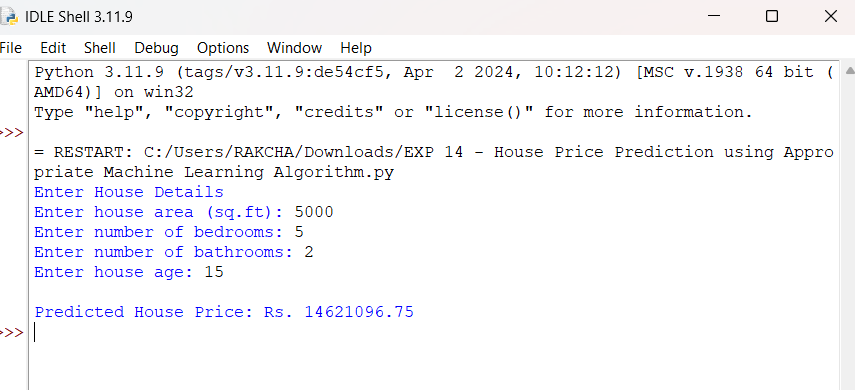 IDLE Shell 3.11.9
File Edit Shell Debug Options Window Help
Python 3.11.9 (tags/v3.11.9:de54cf5, Apr  2 2024, 10:12:12) [MSC v.1938 64 bit (
AMD64)] on win32
Type "help", "copyright", "credits" or "license()" for more information.
>>>
= RESTART: C:/Users/RAKCHA/Downloads/EXP 14 - House Price Prediction using Appro
priate Machine Learning Algorithm.py
Enter House Details
Enter house area (sq.ft): 5000
Enter number of bedrooms: 5
Enter number of bathrooms: 2
Enter house age: 15
Predicted House Price: Rs. 14621096.75
>>>